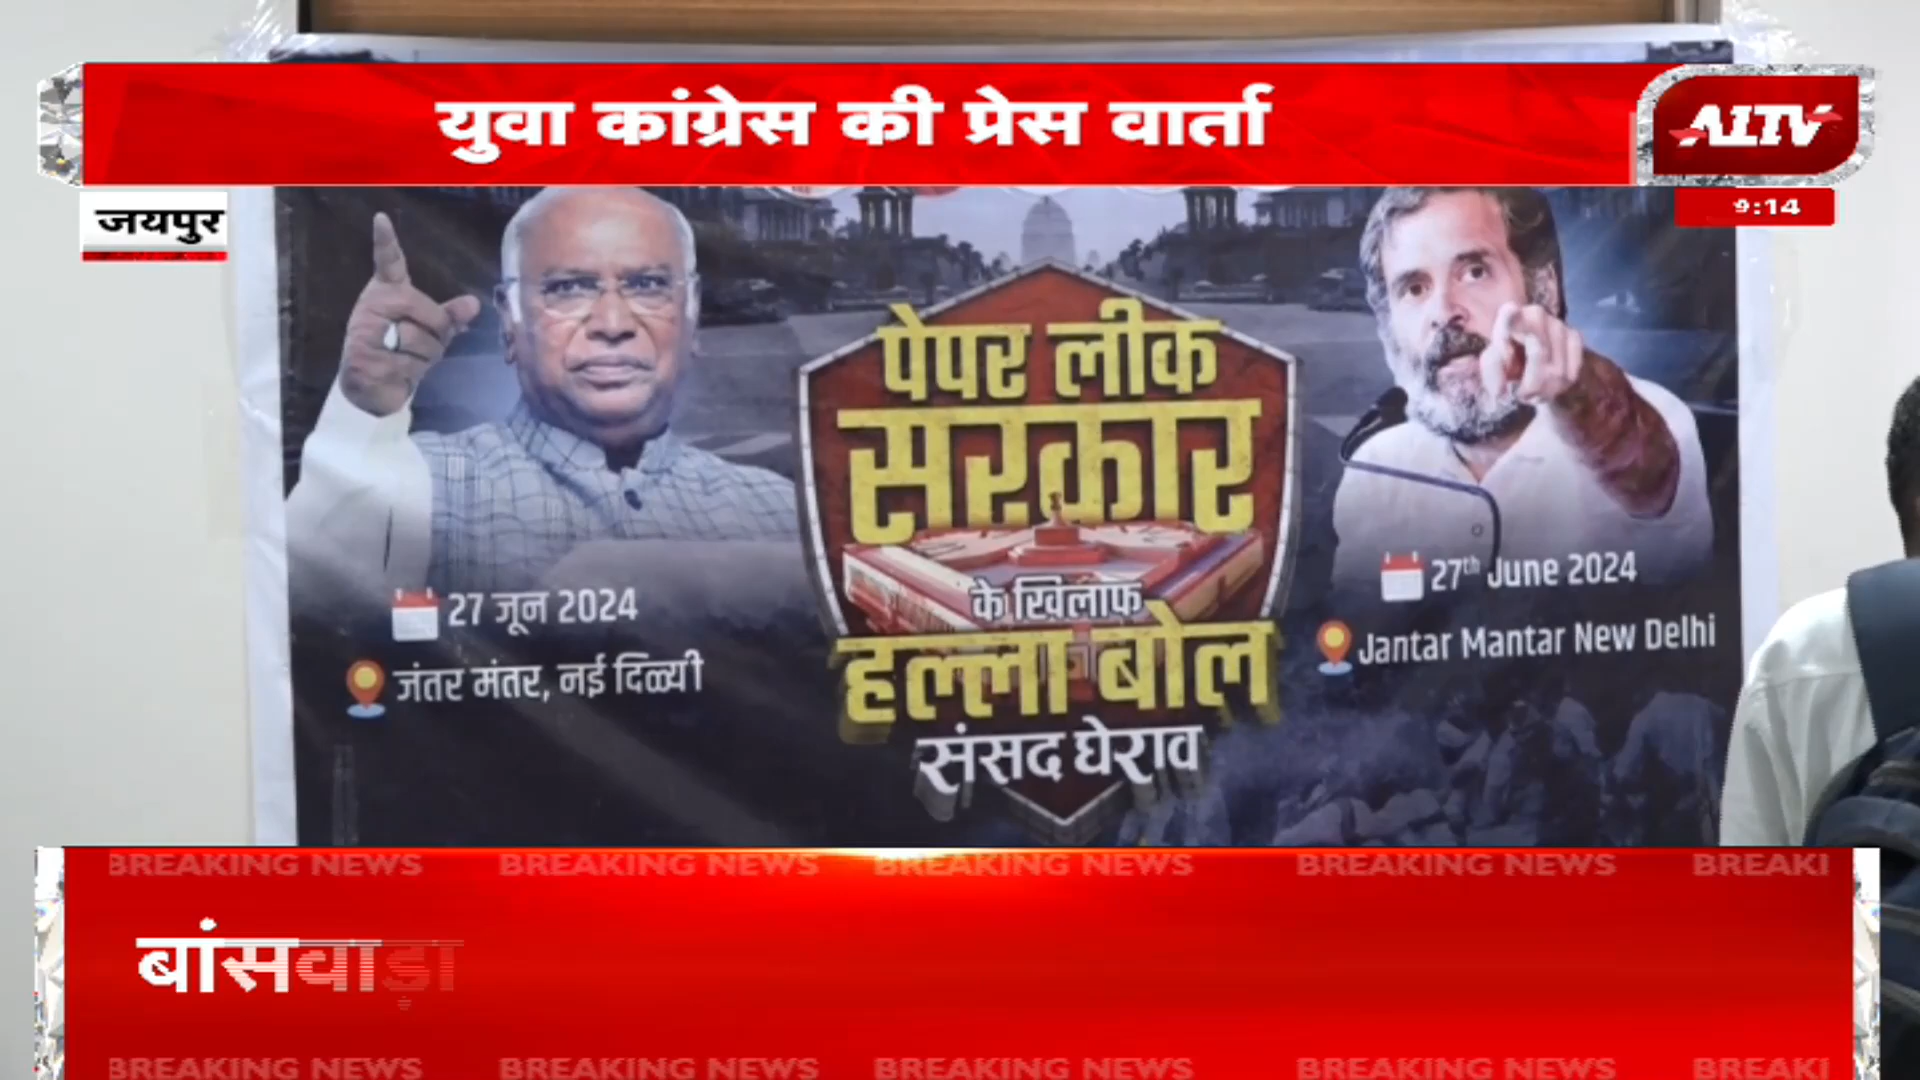 युवा कांग्रेस की प्रेस वार्ता
ALTV
जयपुर
9:14
पेपर लीक
सरकार
के खिलाफ
हल्ला बोल
संसद घेराव
27 जून 2024
जंतर मंतर, नई दिल्ली
27th June 2024
Jantar Mantar New Delhi
BREAKING NEWS BREAKING NEWS BREAKING NEWS BREAKING NEWS BREAKI
बांसवाड़ा
BREAKING NEWS BREAKING NEWS BREAKING NEWS BREAKING NEWS BREAKI